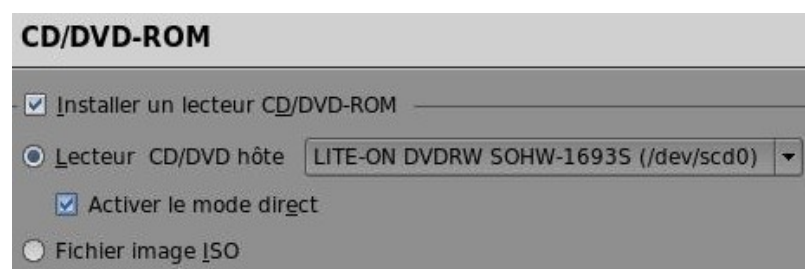 CD/DVD-ROM
Installer un lecteur CD/DVD-ROM
Lecteur CD/DVD hôte LITE-ON DVDRW SOHW-1693S (/dev/scd0)
Activer le mode direct
Fichier image ISO